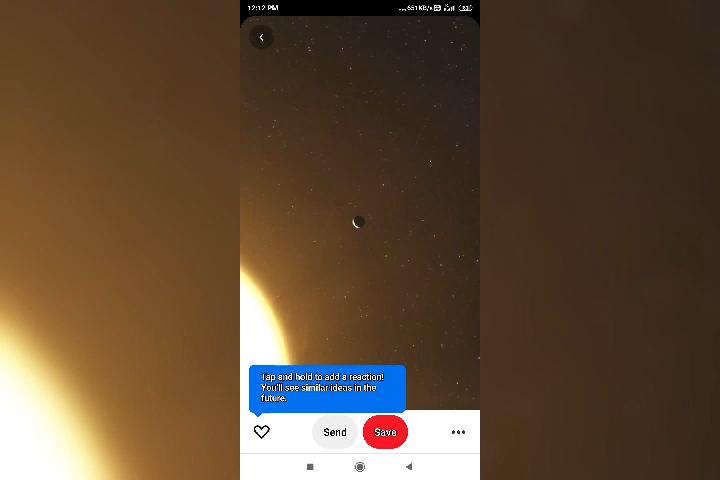 12:12 PM
...651KB/s
Tap and hold to add a reaction!
You'll see similar ideas in the
future.
Send
Save